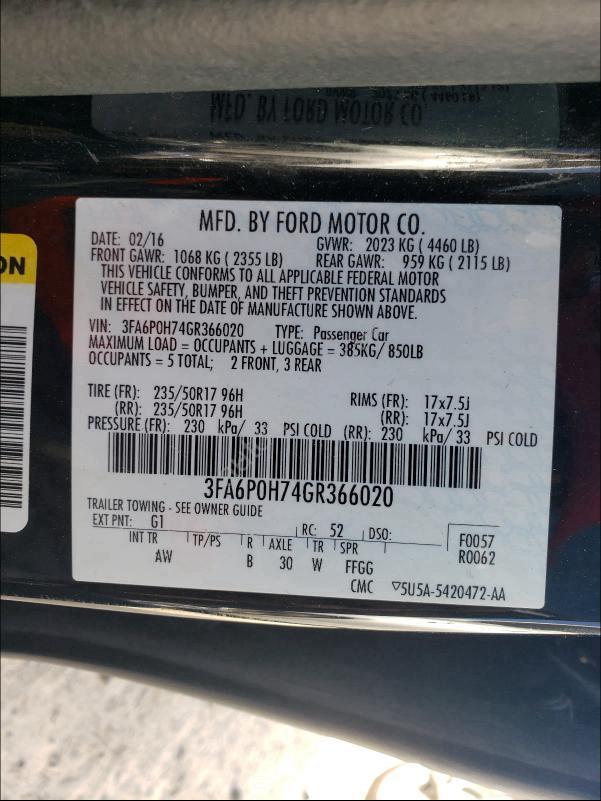 MFD. BY FORD MOTOR CO.
MFD. BY FORD MOTOR CO.
DATE: 02/16 GVWR: 2023 KG ( 4460 LB)
FRONT GAWR: 1068 KG ( 2355 LB) REAR GAWR: 959 KG ( 2115 LB)
THIS VEHICLE CONFORMS TO ALL APPLICABLE FEDERAL MOTOR
VEHICLE SAFETY, BUMPER, AND THEFT PREVENTION STANDARDS
IN EFFECT ON THE DATE OF MANUFACTURE SHOWN ABOVE.
VIN: 3FA6P0H74GR366020 TYPE: Passenger Car
MAXIMUM LOAD = OCCUPANTS + LUGGAGE = 385KG/ 850LB
OCCUPANTS = 5 TOTAL; 2 FRONT, 3 REAR
TIRE (FR): 235/50R17 96H RIMS (FR): 17x7.5J
(RR): 235/50R17 96H (RR): 17x7.5J
PRESSURE (FR): 230 kPa/ 33 PSI COLD (RR): 230 kPa/ 33 PSI COLD
3FA6P0H74GR366020
TRAILER TOWING - SEE OWNER GUIDE
EXT PNT: G1 RC: 52 DSO: F0057
INT TR TP/PS R AXLE TR SPR R0062
AW B 30 W FFGG
CMC ▽5U5A-5420472-AA
ON